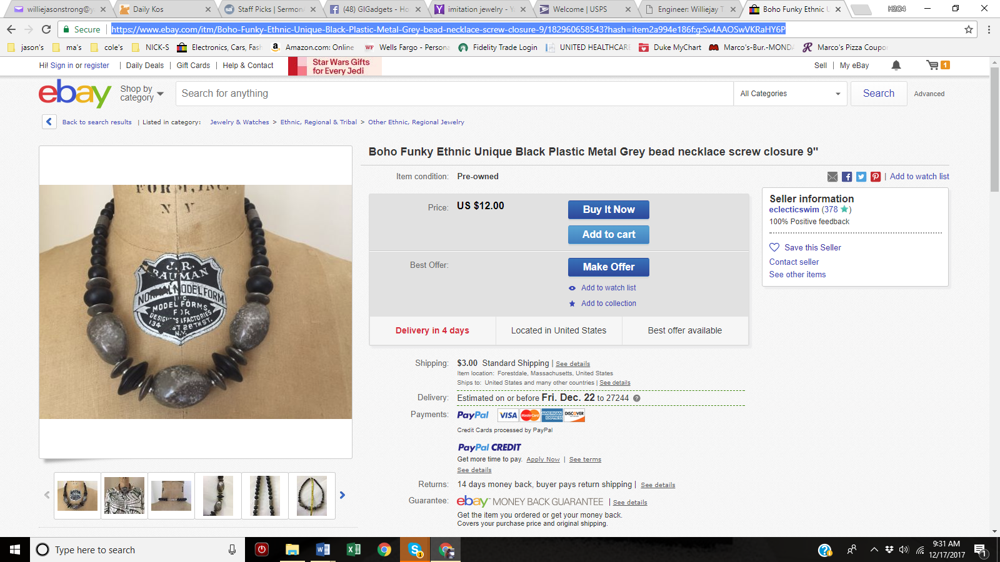 williejasonstrong@y
Daily Kos
Staff Picks | Sermon
(48) GIGadgets - Ho
imitation jewelry - Y
Welcome | USPS
Engineer: Williejay T
Boho Funky Ethnic U
H2O4
Secure
https://www.ebay.com/itm/Boho-Funky-Ethnic-Unique-Black-Plastic-Metal-Grey-bead-necklace-screw-closure-9/182960658543?hash=item2a994e186f:g:Sv4AAOSwVKRaHY6P
jason's
ma's
cole's
NICK-S
Electronics, Cars, Fash
Amazon.com: Online
Wells Fargo - Persona
Fidelity Trade Login
UNITED HEALTHCARE
Duke MyChart
Marco's-Bur.-MONDA
Marco's Pizza Coupo
Hi! Sign in or register
Daily Deals
Gift Cards
Help & Contact
Star Wars Gifts
for Every Jedi
Sell
My eBay
1
ebay
Shop by
category
Search for anything
All Categories
Search
Advanced
Back to search results | Listed in category: Jewelry & Watches > Ethnic, Regional & Tribal > Other Ethnic, Regional Jewelry
Boho Funky Ethnic Unique Black Plastic Metal Grey bead necklace screw closure 9"
Item condition: Pre-owned
| Add to watch list
Price: US $12.00
Buy It Now
Add to cart
Best Offer:
Make Offer
Add to watch list
Add to collection
Delivery in 4 days
Located in United States
Best offer available
Seller information
eclecticswim (378 )
100% Positive feedback
Save this Seller
Contact seller
See other items
Shipping: $3.00 Standard Shipping | See details
Item location: Forestdale, Massachusetts, United States
Ships to: United States and many other countries | See details
Delivery: Estimated on or before Fri. Dec. 22 to 27244
Payments: PayPal VISA MasterCard AMERICAN EXPRESS DISCOVER
Credit Cards processed by PayPal
PayPal CREDIT
Get more time to pay. Apply Now | See terms
See details
Returns: 14 days money back, buyer pays return shipping | See details
Guarantee: ebay MONEY BACK GUARANTEE | See details
Get the item you ordered or get your money back.
Covers your purchase price and original shipping.
FORM, INC.
N. Y
J.R.
BAUMAN
MODEL FORM
INC.
MODEL FORMS
FOR
DESIGNERS & FACTORIES
ST 28TH ST.
N.Y.
Type here to search
9:31 AM
12/17/2017
1